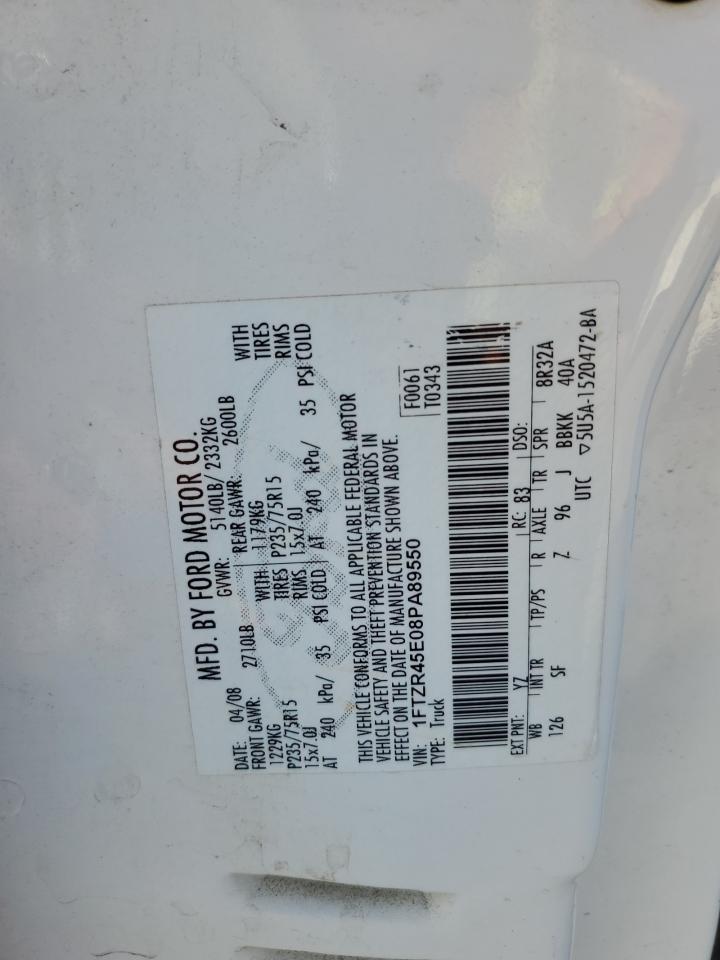 MFD. BY FORD MOTOR CO.
DATE: 04/08 GVWR: 5140LB/ 2332KG
FRONT GAWR: 2710LB REAR GAWR: 2600LB
1229KG WITH 1179KG WITH
P235/75R15 TIRES P235/75R15 TIRES
15x7.0J RIMS 15x7.0J RIMS
AT 240 kPa/ 35 PSI COLD AT 240 kPa/ 35 PSI COLD
THIS VEHICLE CONFORMS TO ALL APPLICABLE FEDERAL MOTOR
VEHICLE SAFETY AND THEFT PREVENTION STANDARDS IN
EFFECT ON THE DATE OF MANUFACTURE SHOWN ABOVE.
VIN: 1FTZR45E08PA89550 F0061
TYPE: Truck T0343
EXT PNT: YZ RC: 83 DSO:
WB INT TR TP/PS R AXLE TR SPR 8R32A
126 SF Z 96 J BBKK 40A
UTC ▽5U5A-1520472-BA